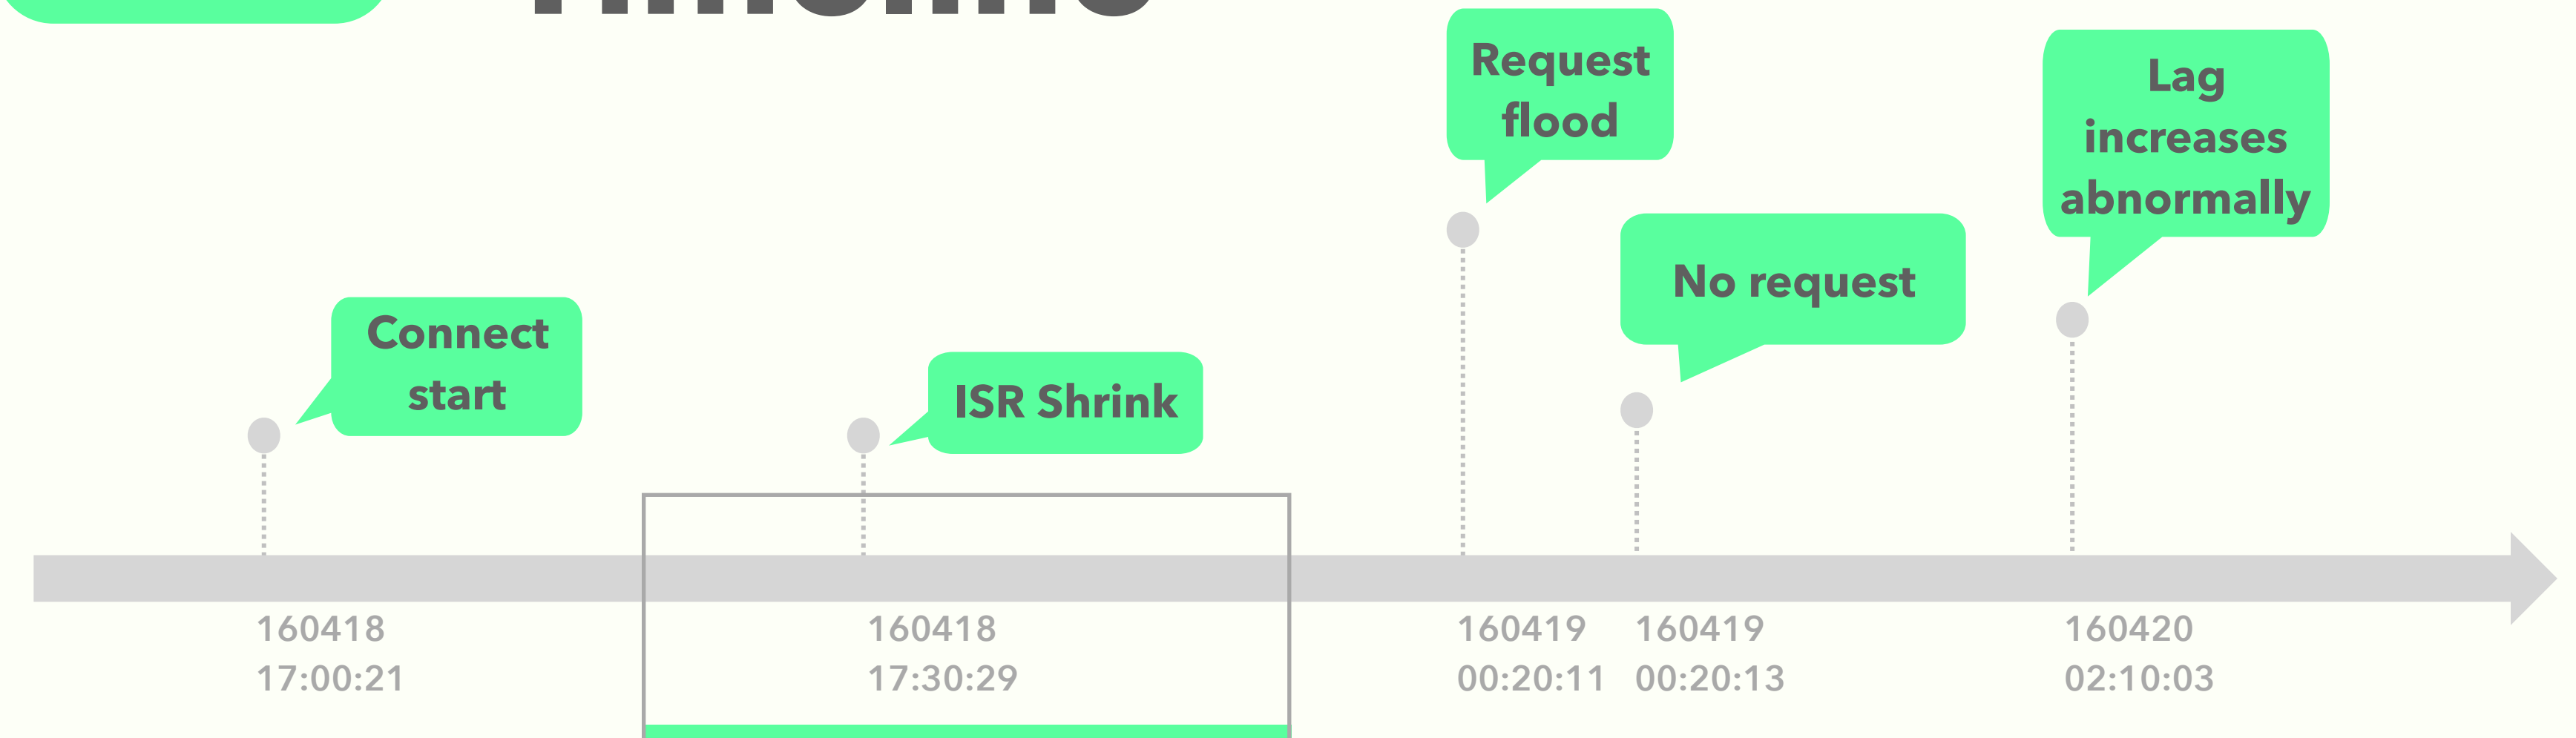 Request
flood
Lag
increases
abnormally
No request
Connect
start
ISR Shrink
160418
17:00:21
160418
17:30:29
160419
00:20:11
160419
00:20:13
160420
02:10:03